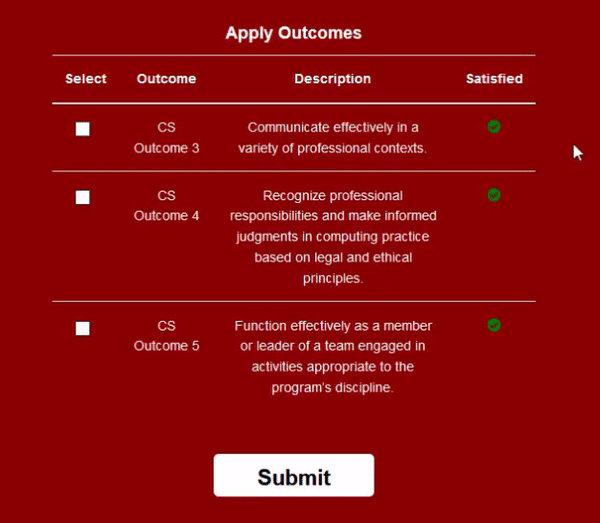 Apply Outcomes
Select Outcome Description Satisfied
CS
Outcome 3
Communicate effectively in a
variety of professional contexts.
CS
Outcome 4
Recognize professional
responsibilities and make informed
judgments in computing practice
based on legal and ethical
principles.
CS
Outcome 5
Function effectively as a member
or leader of a team engaged in
activities appropriate to the
program's discipline.
Submit